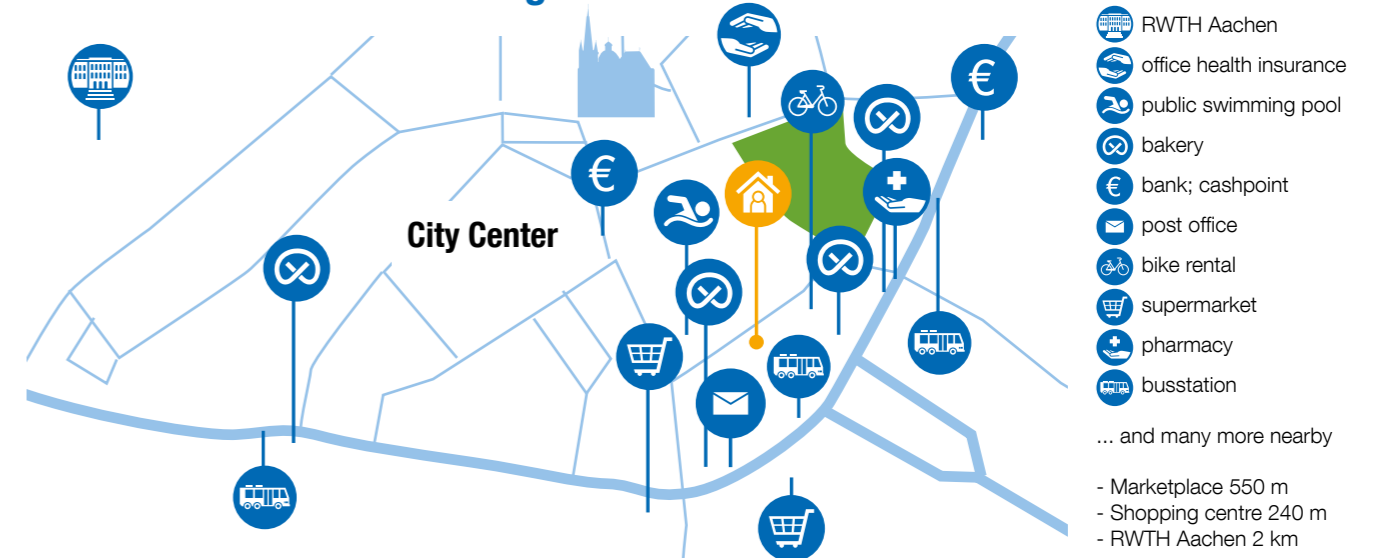 City Center
€
€
RWTH Aachen
office health insurance
public swimming pool
bakery
€ bank; cashpoint
post office
bike rental
supermarket
pharmacy
busstation
... and many more nearby
- Marketplace 550 m
- Shopping centre 240 m
- RWTH Aachen 2 km